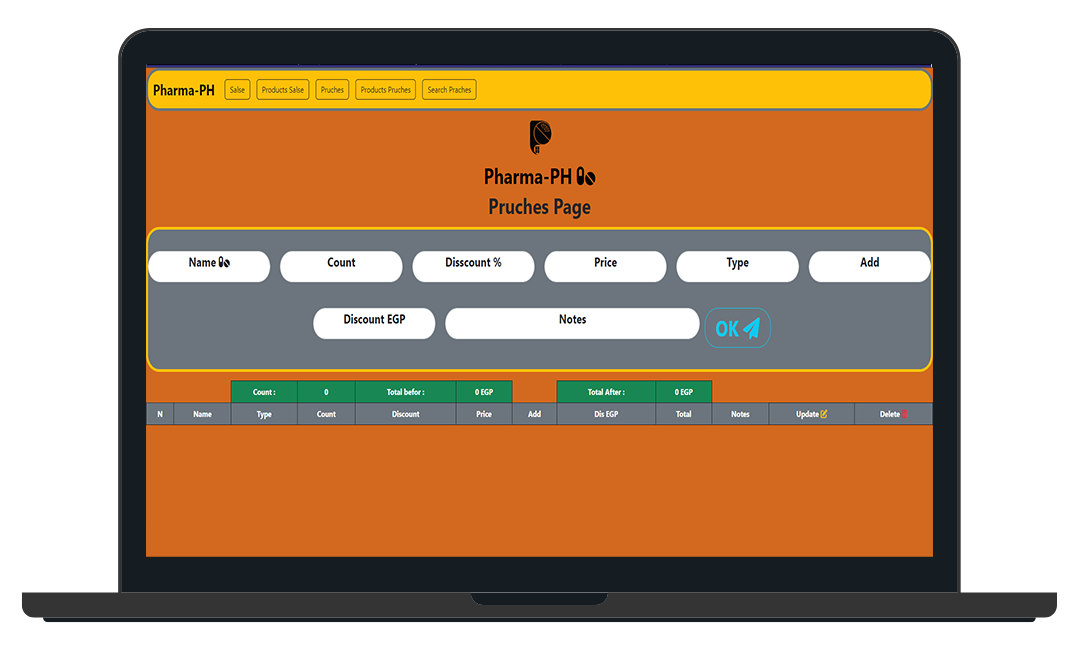 Pharma-PH Salse Products Salse Pruches Products Pruches Search Praches
Pharma-PH
Pruches Page
Name Count Disscount % Price Type Add
Discount EGP Notes OK
Count : 0 Total befor : 0 EGP Total After : 0 EGP
N Name Type Count Discount Price Add Dis EGP Total Notes Update Delete